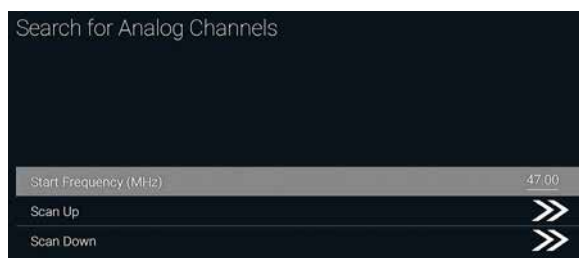 Search for Analog Channels
Start Frequency (MHz) 47.00
Scan Up
Scan Down